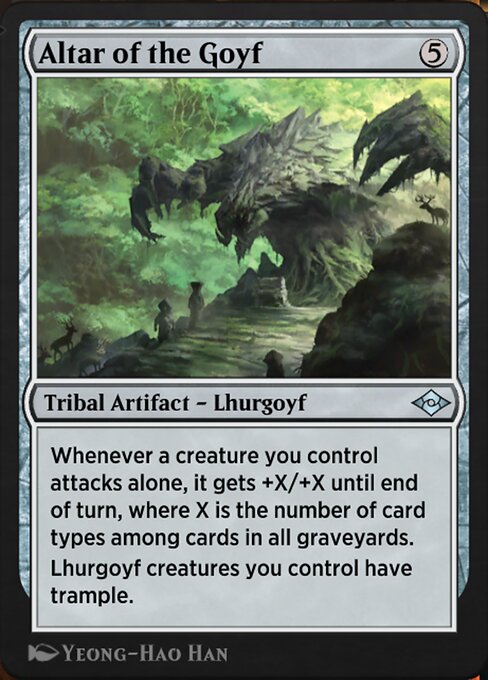 Altar of the Goyf 5
Tribal Artifact – Lhurgoyf
Whenever a creature you control
attacks alone, it gets +X/+X until end
of turn, where X is the number of card
types among cards in all graveyards.
Lhurgoyf creatures you control have
trample.
Yeong-Hao Han